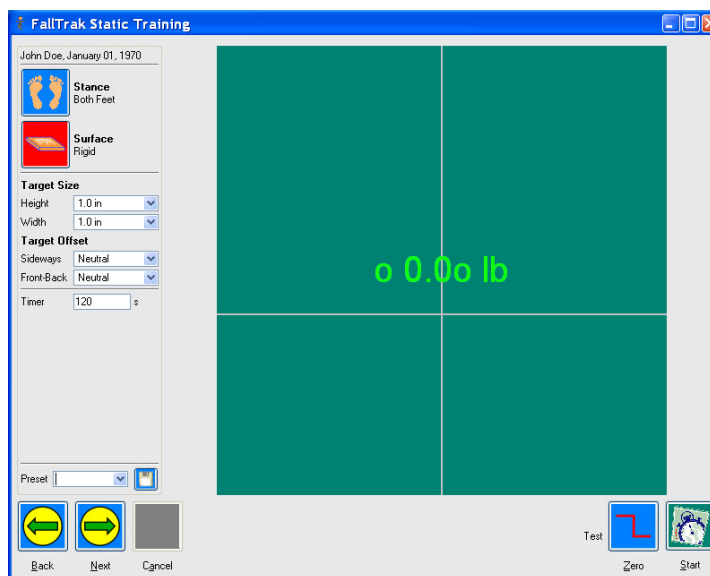 FallTrak Static Training
John Doe, January 01, 1970
Stance
Both Feet
Surface
Rigid
Target Size
Height 1.0 in
Width 1.0 in
Target Offset
Sideways Neutral
Front-Back Neutral
Timer 120 s
o 0.0o lb
Preset
Test
Back Next Cancel Zero Start